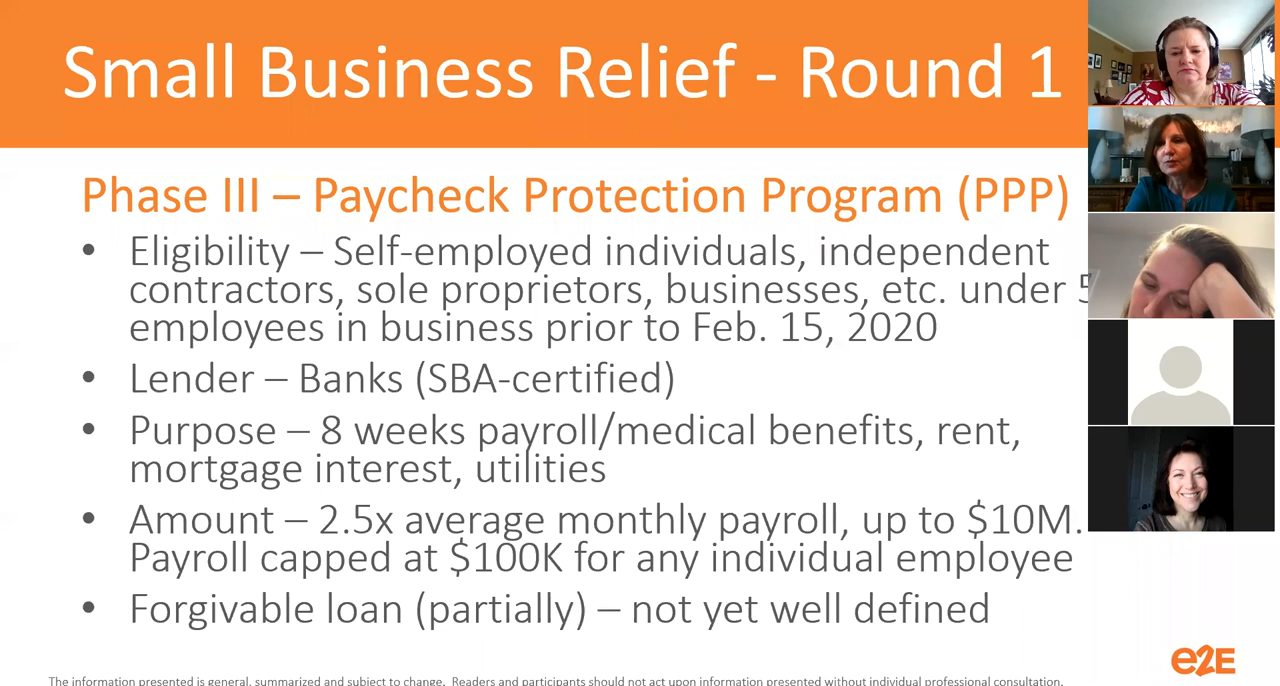 Small Business Relief - Round 1
Phase III – Paycheck Protection Program (PPP)
• Eligibility – Self-employed individuals, independent
contractors, sole proprietors, businesses, etc. under
employees in business prior to Feb. 15, 2020
• Lender – Banks (SBA-certified)
• Purpose – 8 weeks payroll/medical benefits, rent,
mortgage interest, utilities
• Amount – 2.5x average monthly payroll, up to $10M.
Payroll capped at $100K for any individual employee
• Forgivable loan (partially) – not yet well defined
e2E
The information presented is general, summarized and subject to change. Readers and participants should not act upon information presented without individual professional consultation.